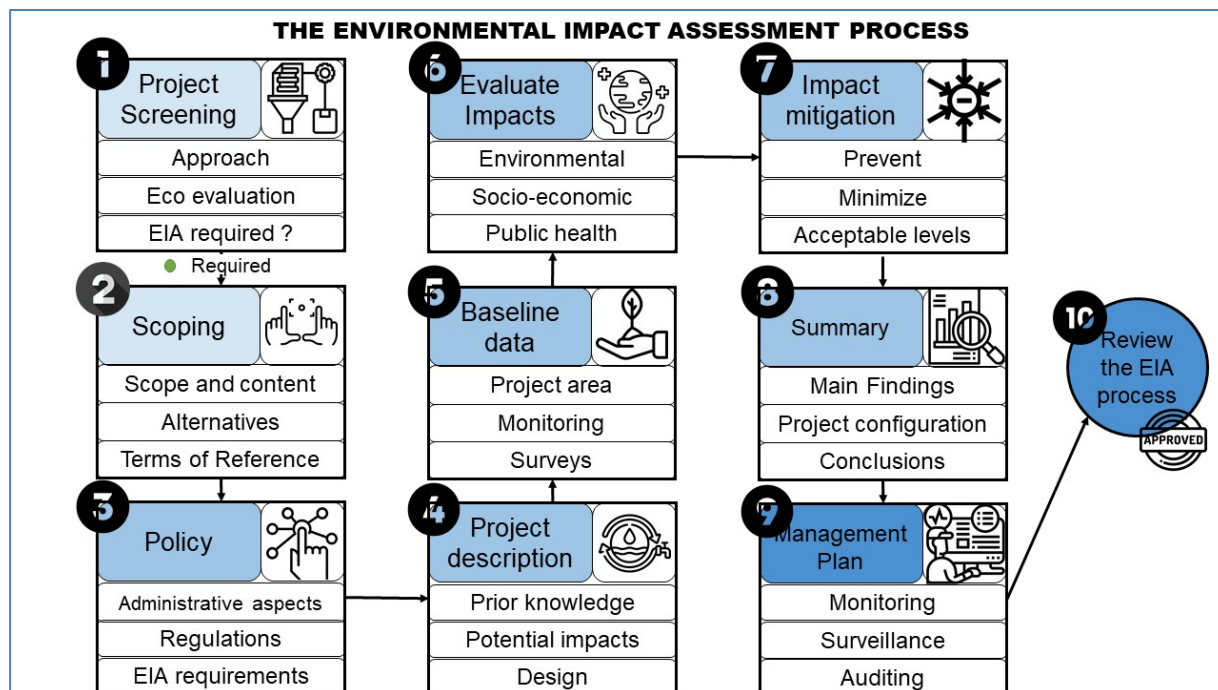 THE ENVIRONMENTAL IMPACT ASSESSMENT PROCESS
1
Project
Screening
Approach
Eco evaluation
EIA required ?
Required
2
Scoping
Scope and content
Alternatives
Terms of Reference
3
Policy
Administrative aspects
Regulations
EIA requirements
4
Project
description
Prior knowledge
Potential impacts
Design
5
Baseline
data
Project area
Monitoring
Surveys
6
Evaluate
Impacts
Environmental
Socio-economic
Public health
7
Impact
mitigation
Prevent
Minimize
Acceptable levels
8
Summary
Main Findings
Project configuration
Conclusions
9
Management
Plan
Monitoring
Surveillance
Auditing
10
Review
the EIA
process
APPROVED